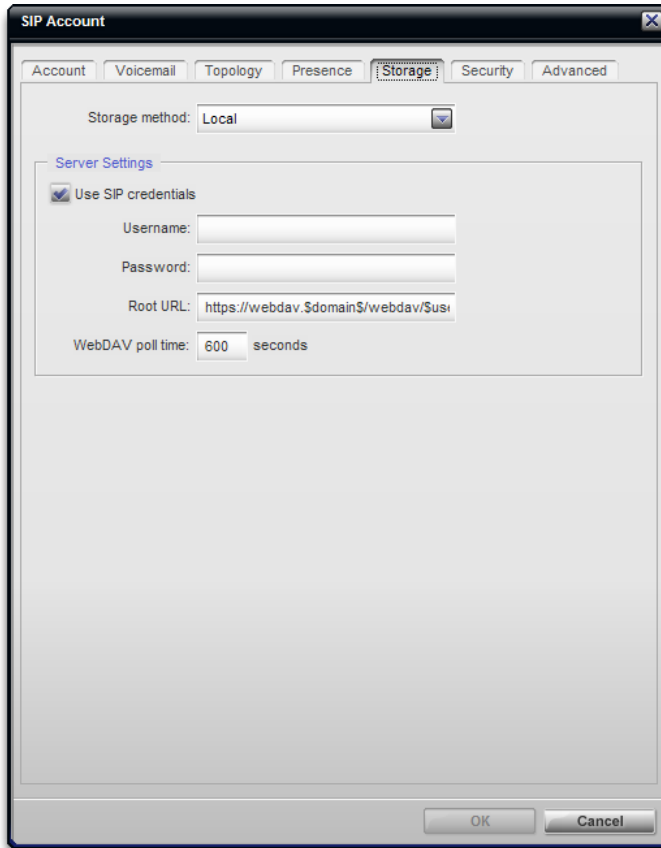 SIP Account
Account Voicemail Topology Presence Storage Security Advanced
Storage method: Local
Server Settings
Use SIP credentials
Username:
Password:
Root URL: https://webdav.$domain$/webdav/$use
WebDAV poll time: 600 seconds
OK Cancel